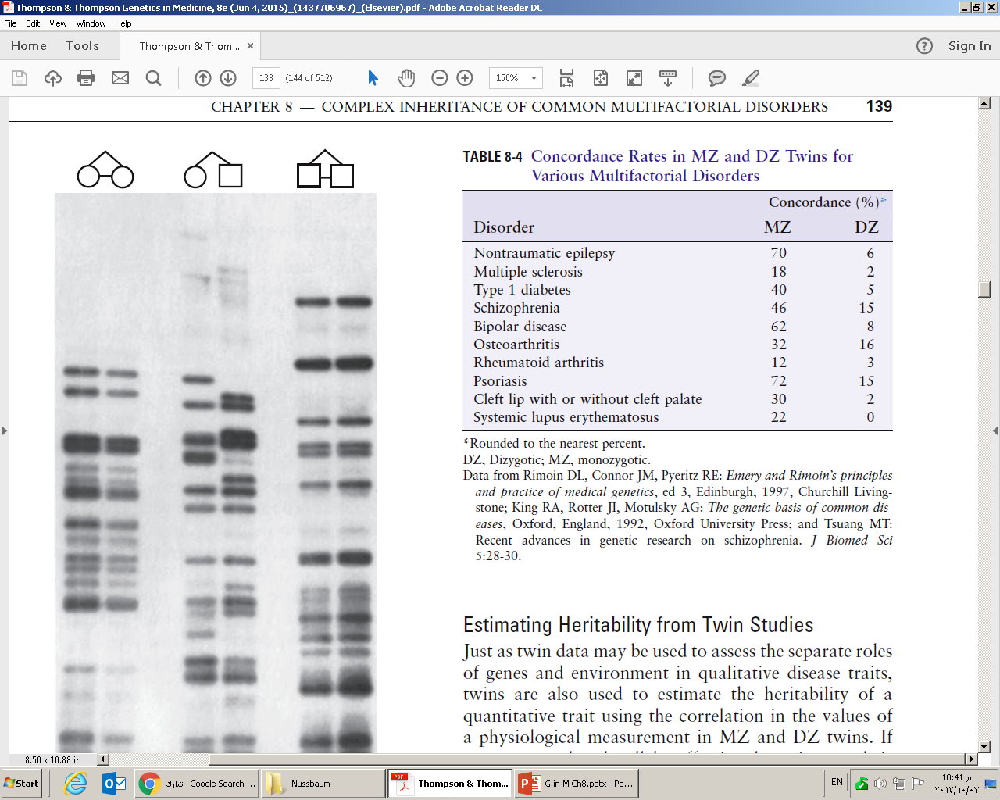 Thompson & Thompson Genetics in Medicine, 8e (Jun 4, 2015)_(1437706967)_(Elsevier).pdf - Adobe Acrobat Reader DC
File Edit View Window Help
Home Tools Thompson & Thom... × Sign In
138 (144 of 512) 150%
CHAPTER 8 — COMPLEX INHERITANCE OF COMMON MULTIFACTORIAL DISORDERS 139
TABLE 8-4 Concordance Rates in MZ and DZ Twins for
Various Multifactorial Disorders
Concordance (%)*
Disorder MZ DZ
Nontraumatic epilepsy 70 6
Multiple sclerosis 18 2
Type 1 diabetes 40 5
Schizophrenia 46 15
Bipolar disease 62 8
Osteoarthritis 32 16
Rheumatoid arthritis 12 3
Psoriasis 72 15
Cleft lip with or without cleft palate 30 2
Systemic lupus erythematosus 22 0
*Rounded to the nearest percent.
DZ, Dizygotic; MZ, monozygotic.
Data from Rimoin DL, Connor JM, Pyeritz RE: Emery and Rimoin's principles
and practice of medical genetics, ed 3, Edinburgh, 1997, Churchill Living-
stone; King RA, Rotter JI, Motulsky AG: The genetic basis of common dis-
eases, Oxford, England, 1992, Oxford University Press; and Tsuang MT:
Recent advances in genetic research on schizophrenia. J Biomed Sci
5:28-30.
Estimating Heritability from Twin Studies
Just as twin data may be used to assess the separate roles
of genes and environment in qualitative disease traits,
twins are also used to estimate the heritability of a
quantitative trait using the correlation in the values of
a physiological measurement in MZ and DZ twins. If
8.50 x 10.88 in
Start تبارك - Google Search ... Nussbaum Thompson & Thom... G-in-M Ch8.pptx - Po... EN 10:41 م
٢٠١٧/١٠/٠٣